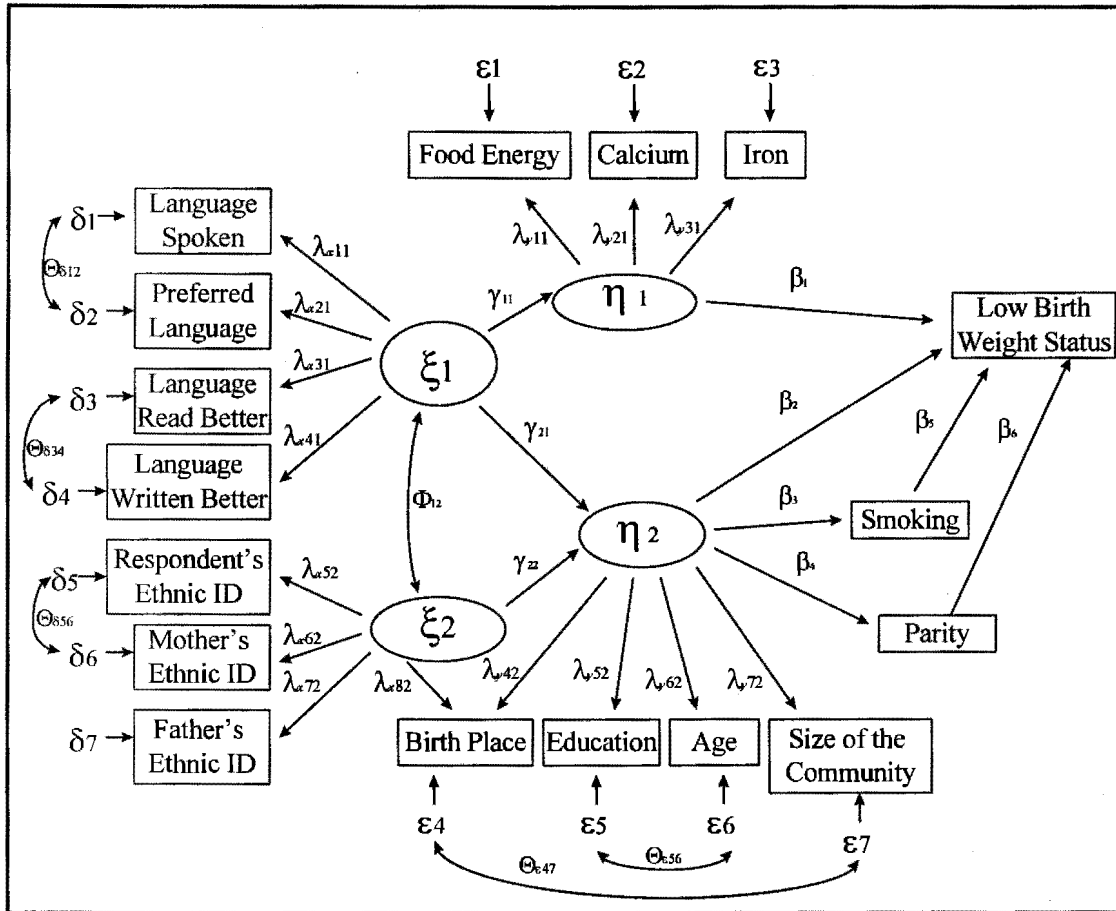 ε1 ε2 ε3
Food Energy Calcium Iron
λy11 λy21 λy31
η 1
δ1 Language
Spoken
Θδ12
δ2 Preferred
Language
δ3 Language
Read Better
Θδ34
δ4 Language
Written Better
δ5 Respondent's
Ethnic ID
Θδ56
δ6 Mother's
Ethnic ID
δ7 Father's
Ethnic ID
λx11
λx21
λx31
λx41
ξ1
γ11
γ21
Φ12
λx52
λx62
λx72
λx82
ξ2
γ22
η 2
β1
β2
β3
β4
β5
β6
Low Birth
Weight Status
Smoking
Parity
λy42 λy52 λy62 λy72
Birth Place Education Age Size of the
Community
ε4 ε5 ε6 ε7
Θε47 Θε56